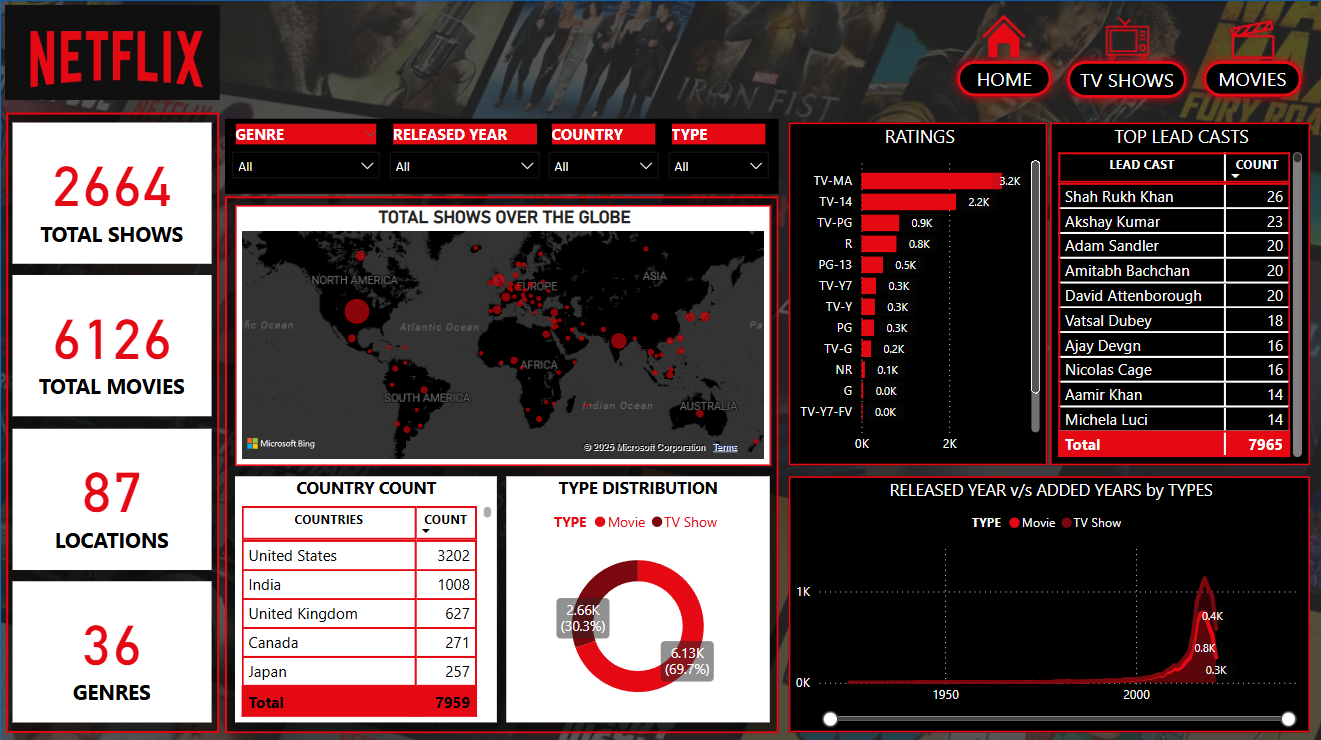 NETFLIX
HOME
TV SHOWS
MOVIES
MARVEL
IRON FIST
FURY ROAD
2664
TOTAL SHOWS
6126
TOTAL MOVIES
87
LOCATIONS
36
GENRES
GENRE
RELEASED YEAR
COUNTRY
TYPE
All
All
All
All
TOTAL SHOWS OVER THE GLOBE
NORTH AMERICA
EUROPE
ASIA
Atlantic Ocean
AFRICA
SOUTH AMERICA
Indian Ocean
AUSTRALIA
Microsoft Bing
© 2025 Microsoft Corporation Terms
COUNTRY COUNT
COUNTRIES COUNT
United States 3202
India 1008
United Kingdom 627
Canada 271
Japan 257
Total 7959
TYPE DISTRIBUTION
TYPE Movie TV Show
2.66K
(30.3%)
6.13K
(69.7%)
RATINGS
TV-MA 3.2K
TV-14 2.2K
TV-PG 0.9K
R 0.8K
PG-13 0.5K
TV-Y7 0.3K
TV-Y 0.3K
PG 0.3K
TV-G 0.2K
NR 0.1K
G 0.0K
TV-Y7-FV 0.0K
0K 2K
TOP LEAD CASTS
LEAD CAST COUNT
Shah Rukh Khan 26
Akshay Kumar 23
Adam Sandler 20
Amitabh Bachchan 20
David Attenborough 20
Vatsal Dubey 18
Ajay Devgn 16
Nicolas Cage 16
Aamir Khan 14
Michela Luci 14
Total 7965
RELEASED YEAR v/s ADDED YEARS by TYPES
TYPE Movie TV Show
1K
0.4K
0.8K
0.3K
0K
1950 2000